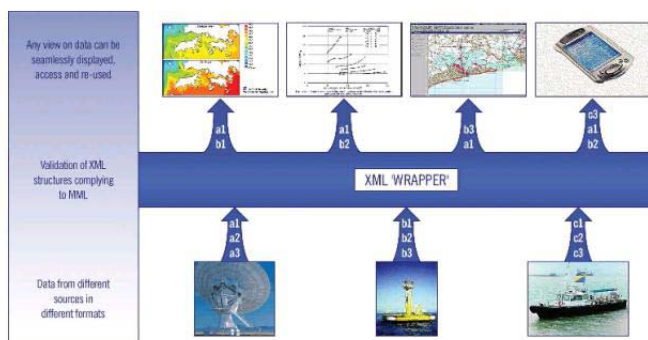 Any view on data can be
seamlessly displayed,
access and re-used
a1
b1
a1
b2
b3
a1
c3
a1
b2
Validation of XML
structures complying
to MML
XML 'WRAPPER'
a1
a2
a3
b1
b2
b3
c1
c2
c3
Data from different
sources in
different formats